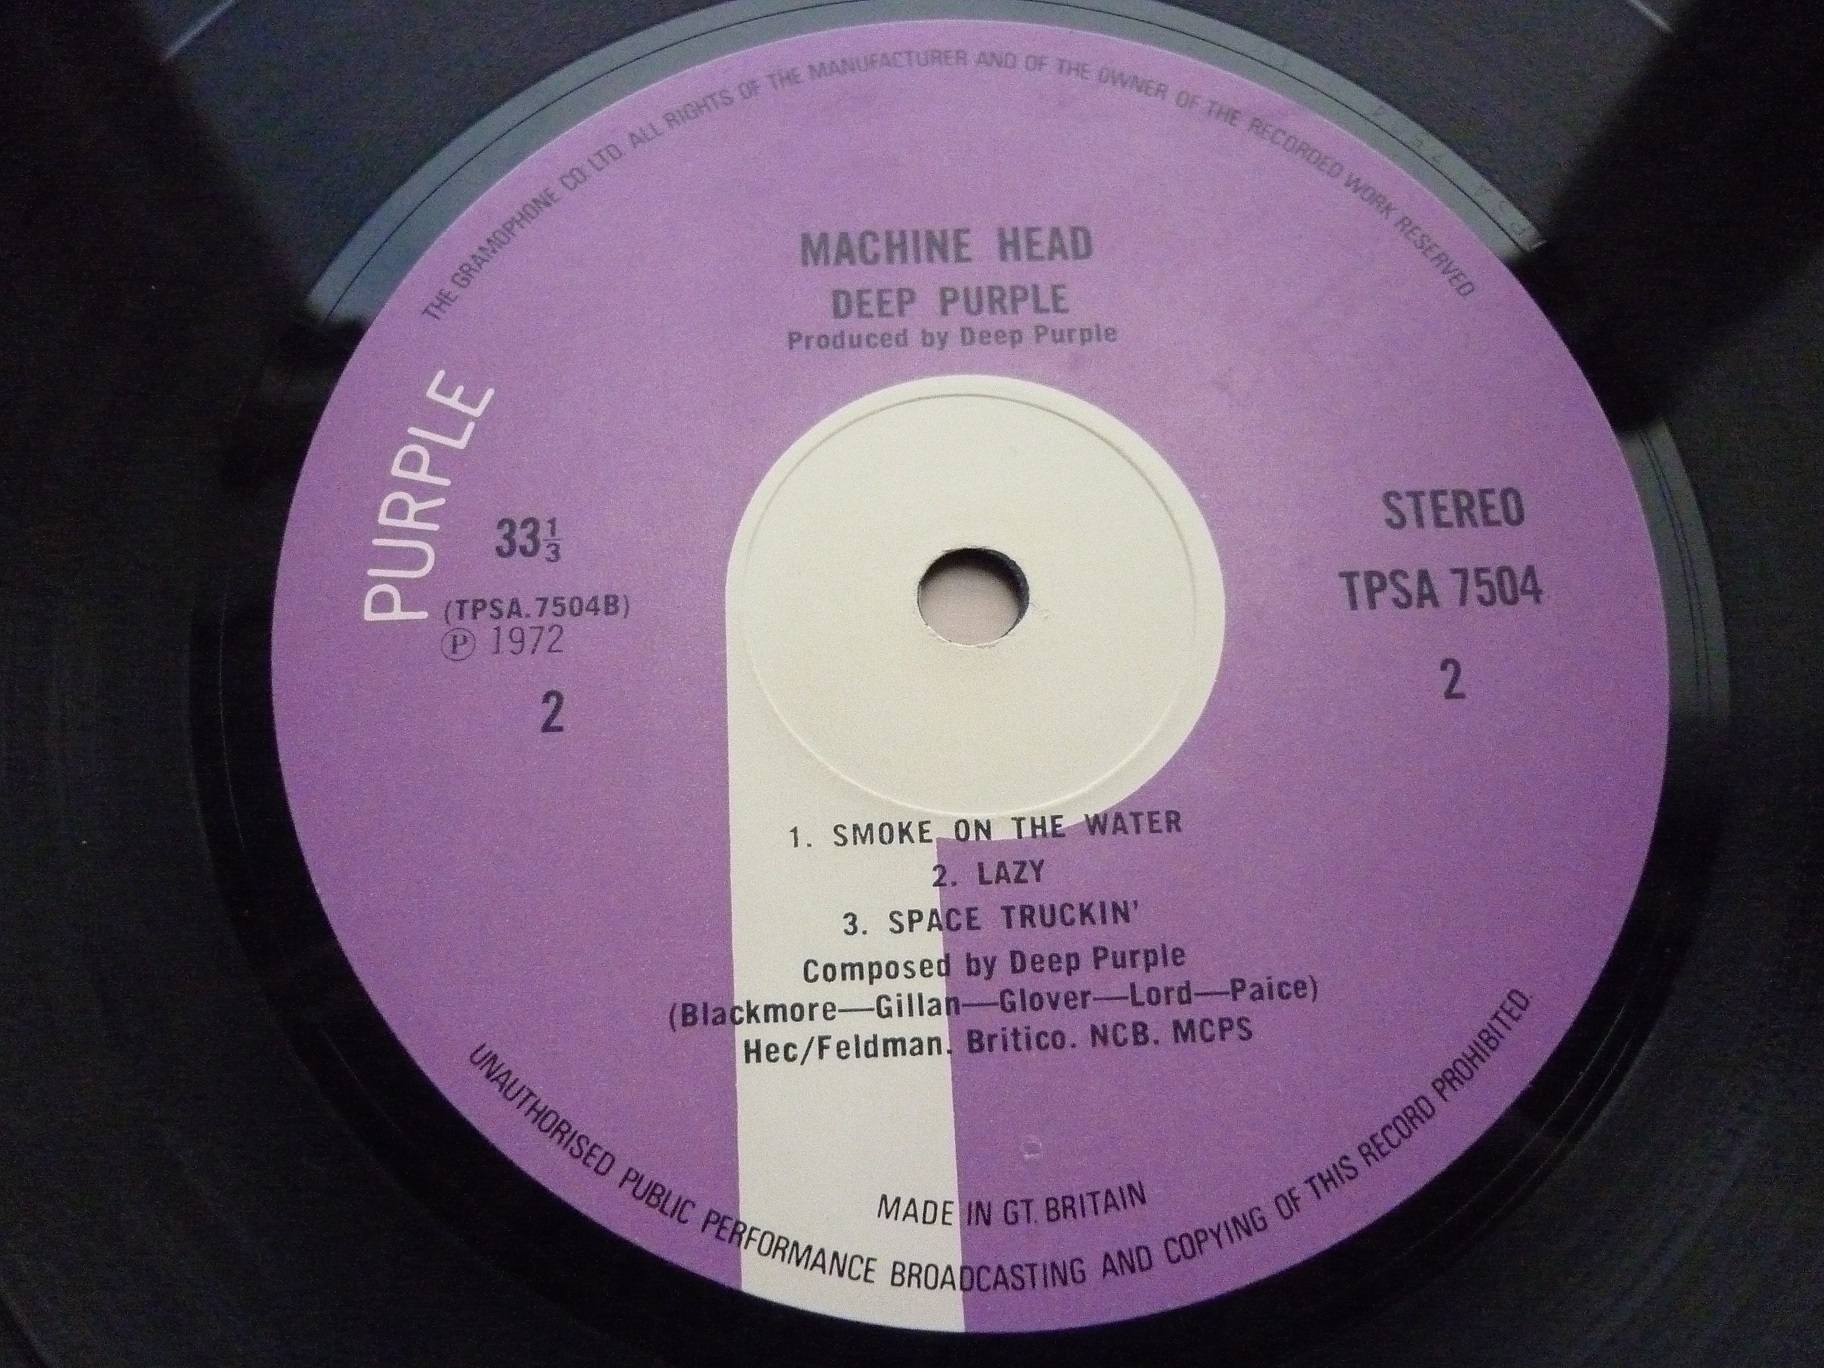 THE GRAMOPHONE CO. LTD. ALL RIGHTS OF THE MANUFACTURER AND OF THE OWNER OF THE RECORDED WORK RESERVED
MACHINE HEAD
DEEP PURPLE
Produced by Deep Purple
PURPLE
33⅓
(TPSA.7504B)
Ⓟ 1972
2
STEREO
TPSA 7504
2
1. SMOKE ON THE WATER
2. LAZY
3. SPACE TRUCKIN'
Composed by Deep Purple
(Blackmore—Gillan—Glover—Lord—Paice)
Hec/Feldman. Britico. NCB. MCPS
MADE IN GT. BRITAIN
UNAUTHORISED PUBLIC PERFORMANCE BROADCASTING AND COPYING OF THIS RECORD PROHIBITED.